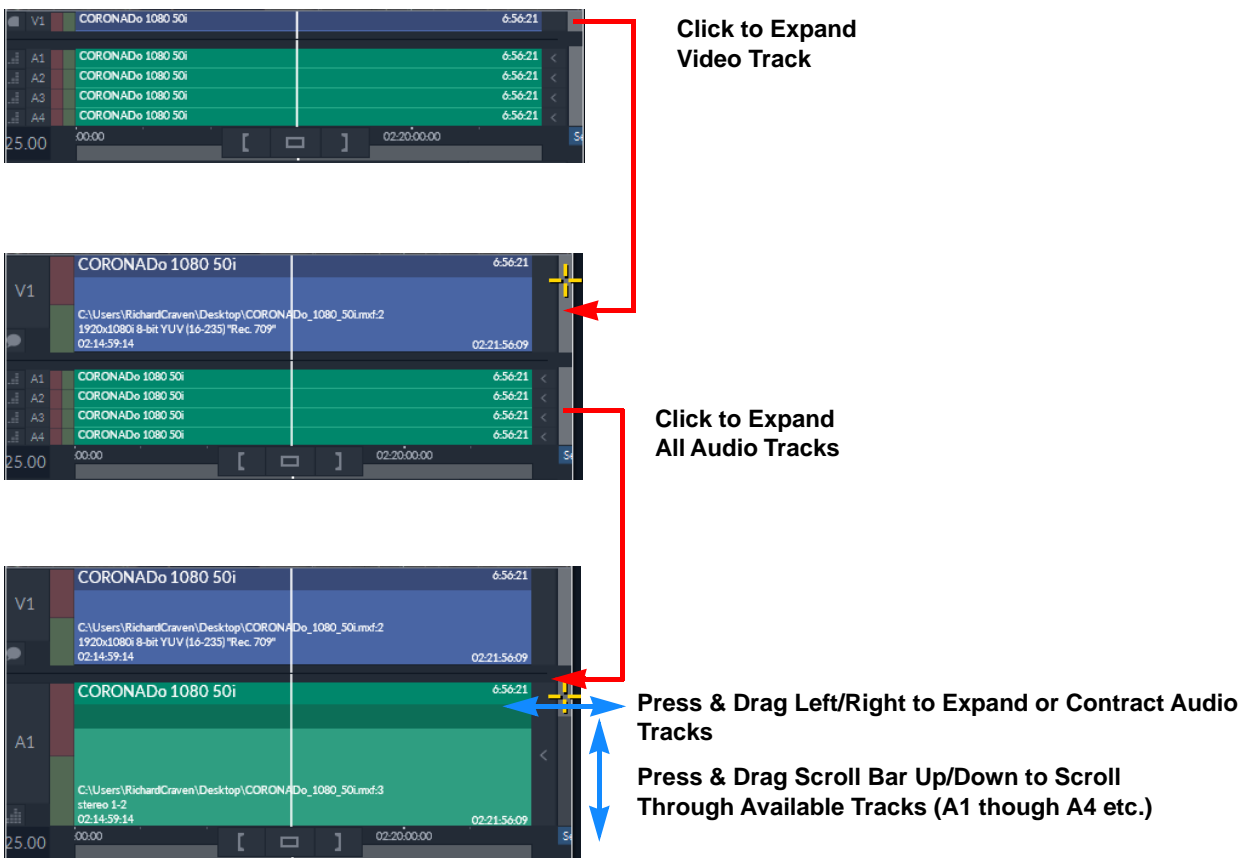 V1 CORONADo 1080 50i 6:56:21
A1 CORONADo 1080 50i 6:56:21 <
A2 CORONADo 1080 50i 6:56:21 <
A3 CORONADo 1080 50i 6:56:21 <
A4 CORONADo 1080 50i 6:56:21 <
25.00 :00:00 [ ] 02:20:00:00
Click to Expand
Video Track
CORONADo 1080 50i 6:56:21
V1
C:\Users\RichardCraven\Desktop\CORONADo_1080_50i.mxf:2
1920x1080i 8-bit YUV (16-235) "Rec. 709"
02:14:59:14 02:21:56:09
A1 CORONADo 1080 50i 6:56:21 <
A2 CORONADo 1080 50i 6:56:21 <
A3 CORONADo 1080 50i 6:56:21 <
A4 CORONADo 1080 50i 6:56:21 <
25.00 :00:00 [ ] 02:20:00:00
Click to Expand
All Audio Tracks
CORONADo 1080 50i 6:56:21
V1
C:\Users\RichardCraven\Desktop\CORONADo_1080_50i.mxf:2
1920x1080i 8-bit YUV (16-235) "Rec. 709"
02:14:59:14 02:21:56:09
CORONADo 1080 50i 6:56:21
A1 <
C:\Users\RichardCraven\Desktop\CORONADo_1080_50i.mxf:3
stereo 1-2
02:14:59:14 02:21:56:09
25.00 :00:00 [ ] 02:20:00:00
Press & Drag Left/Right to Expand or Contract Audio
Tracks
Press & Drag Scroll Bar Up/Down to Scroll
Through Available Tracks (A1 though A4 etc.)